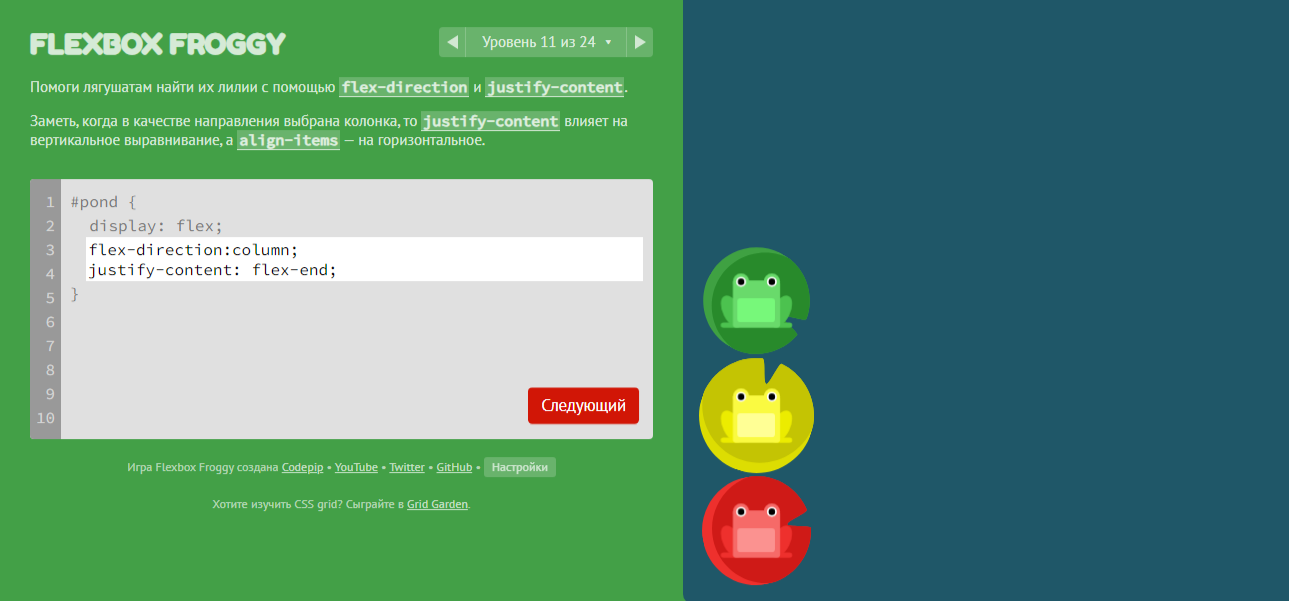 FLEXBOX FROGGY
Уровень 11 из 24
Помоги лягушатам найти их лилии с помощью flex-direction и justify-content.
Заметь, когда в качестве направления выбрана колонка, то justify-content влияет на
вертикальное выравнивание, а align-items — на горизонтальное.
1 #pond {
2 display: flex;
3 flex-direction:column;
4 justify-content: flex-end;
5 }
6
7
8
9
10
Следующий
Игра Flexbox Froggy создана Codepip • YouTube • Twitter • GitHub • Настройки
Хотите изучить CSS grid? Сыграйте в Grid Garden.